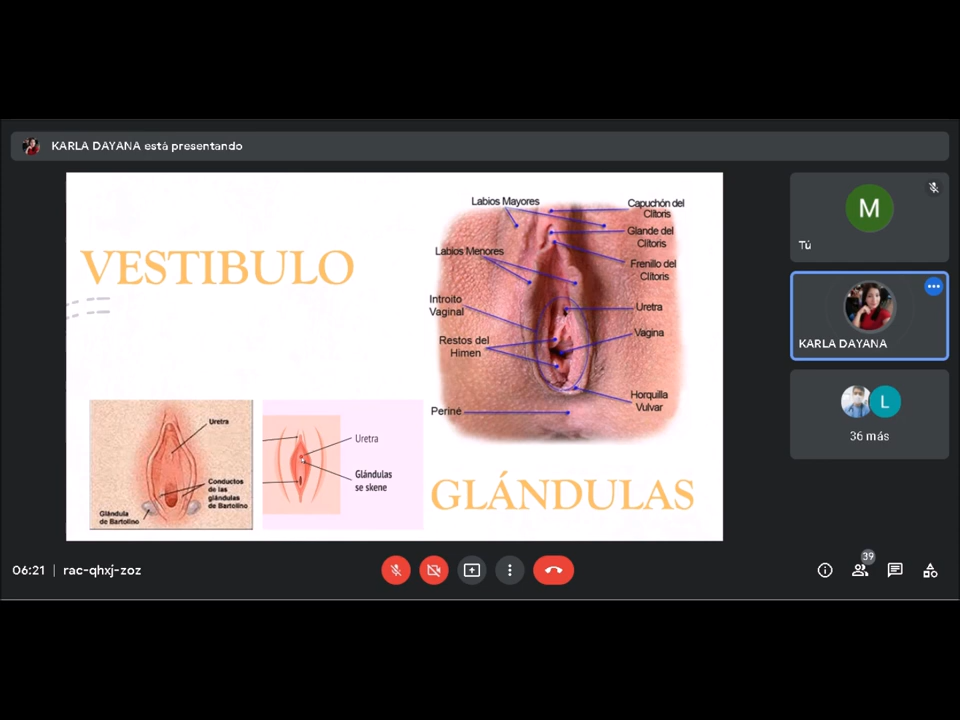 KARLA DAYANA está presentando
VESTIBULO
Labios Mayores
Capuchón del
Clítoris
Glande del
Clítoris
Labios Menores
Frenillo del
Clítoris
Introito
Vaginal
Uretra
Restos del
Himen
Vagina
Horquilla
Vulvar
Periné
Uretra
Conductos
de las
glándulas
de Bartolino
Glándula
de Bartolino
Uretra
Glándulas
se skene
GLÁNDULAS
M
Tú
KARLA DAYANA
L
36 más
06:21 | rac-qhxj-zoz
39